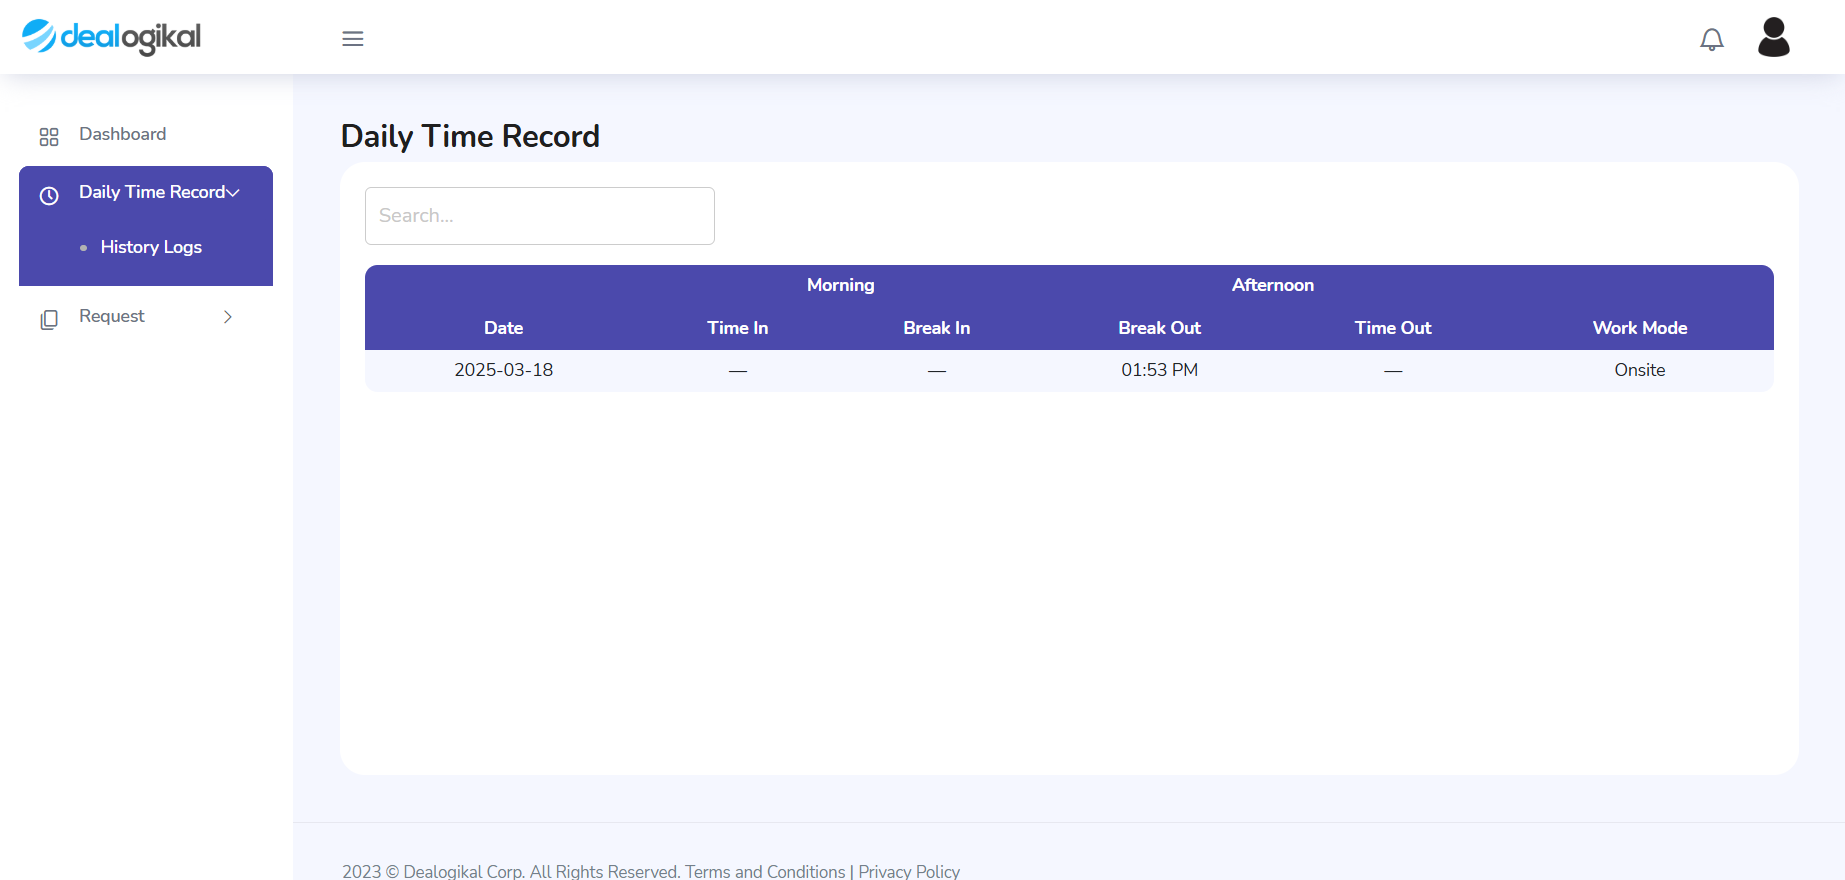 dealogikal
Dashboard
Daily Time Record
History Logs
Request
Daily Time Record
Search...
Morning Afternoon
Date Time In Break In Break Out Time Out Work Mode
2025-03-18 — — 01:53 PM — Onsite
2023 © Dealogikal Corp. All Rights Reserved. Terms and Conditions | Privacy Policy